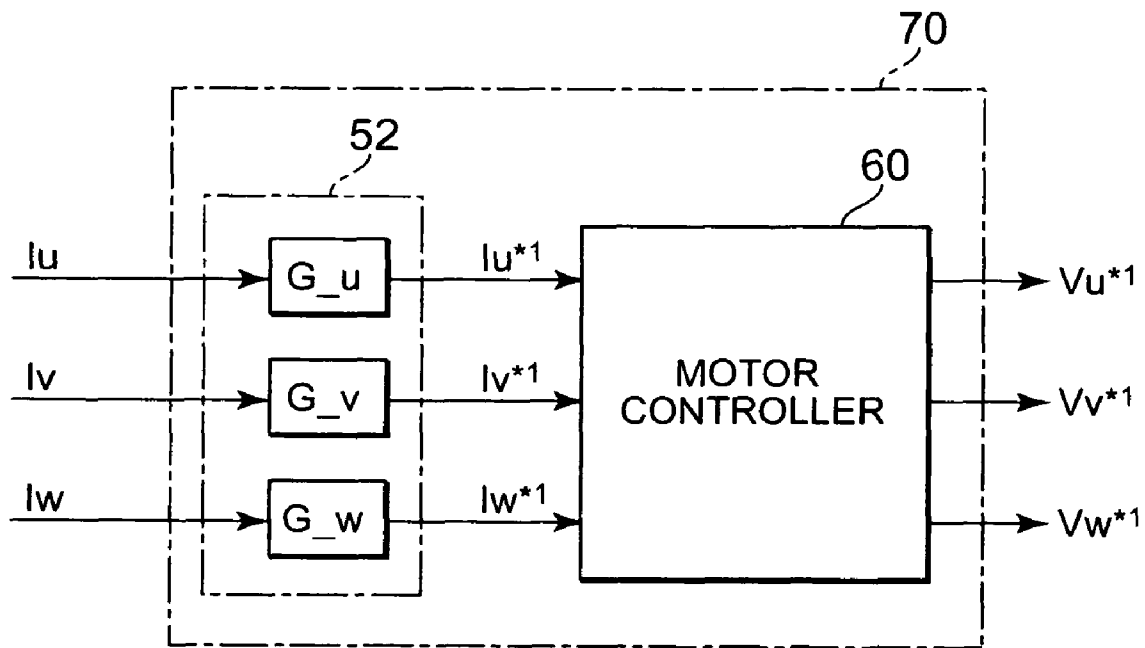 70
52
60
Iu
G_u
Iu*1
Vu*1
Iv
G_v
Iv*1
MOTOR
CONTROLLER
Vv*1
Iw
G_w
Iw*1
Vw*1